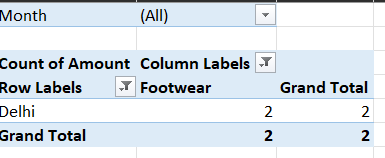 Month (All)
Count of Amount Column Labels
Row Labels Footwear Grand Total
Delhi 2 2
Grand Total 2 2